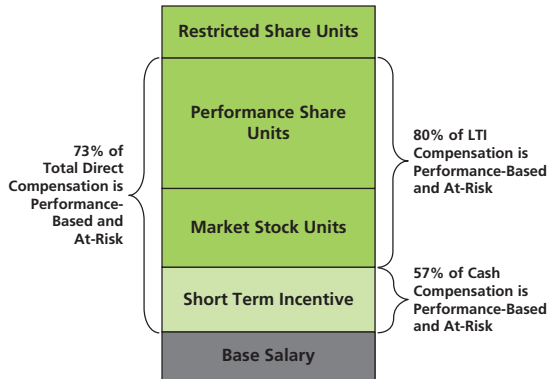 Restricted Share Units
Performance Share
Units
Market Stock Units
Short Term Incentive
Base Salary
73% of
Total Direct
Compensation is
Performance-
Based and
At-Risk
80% of LTI
Compensation is
Performance-Based
and At-Risk
57% of Cash
Compensation is
Performance-Based
and At-Risk